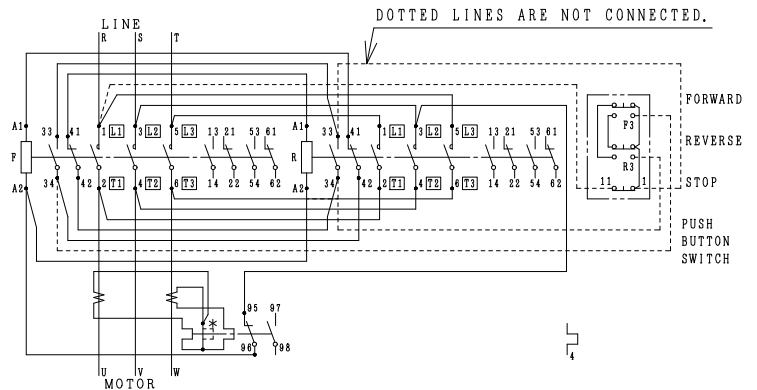 DOTTED LINES ARE NOT CONNECTED.
LINE
R S T
A1 33 41 1 L1 3 L2 5 L3 13 21 53 61 A1 33 41 1 L1 3 L2 5 L3 13 21 53 61
F R
A2 34 42 2 T1 4 T2 6 T3 14 22 54 62 A2 34 42 2 T1 4 T2 6 T3 14 22 54 62
FORWARD
F3
REVERSE
R3
11 1 STOP
PUSH
BUTTON
SWITCH
95 97
*
96 98
4
U V W
MOTOR